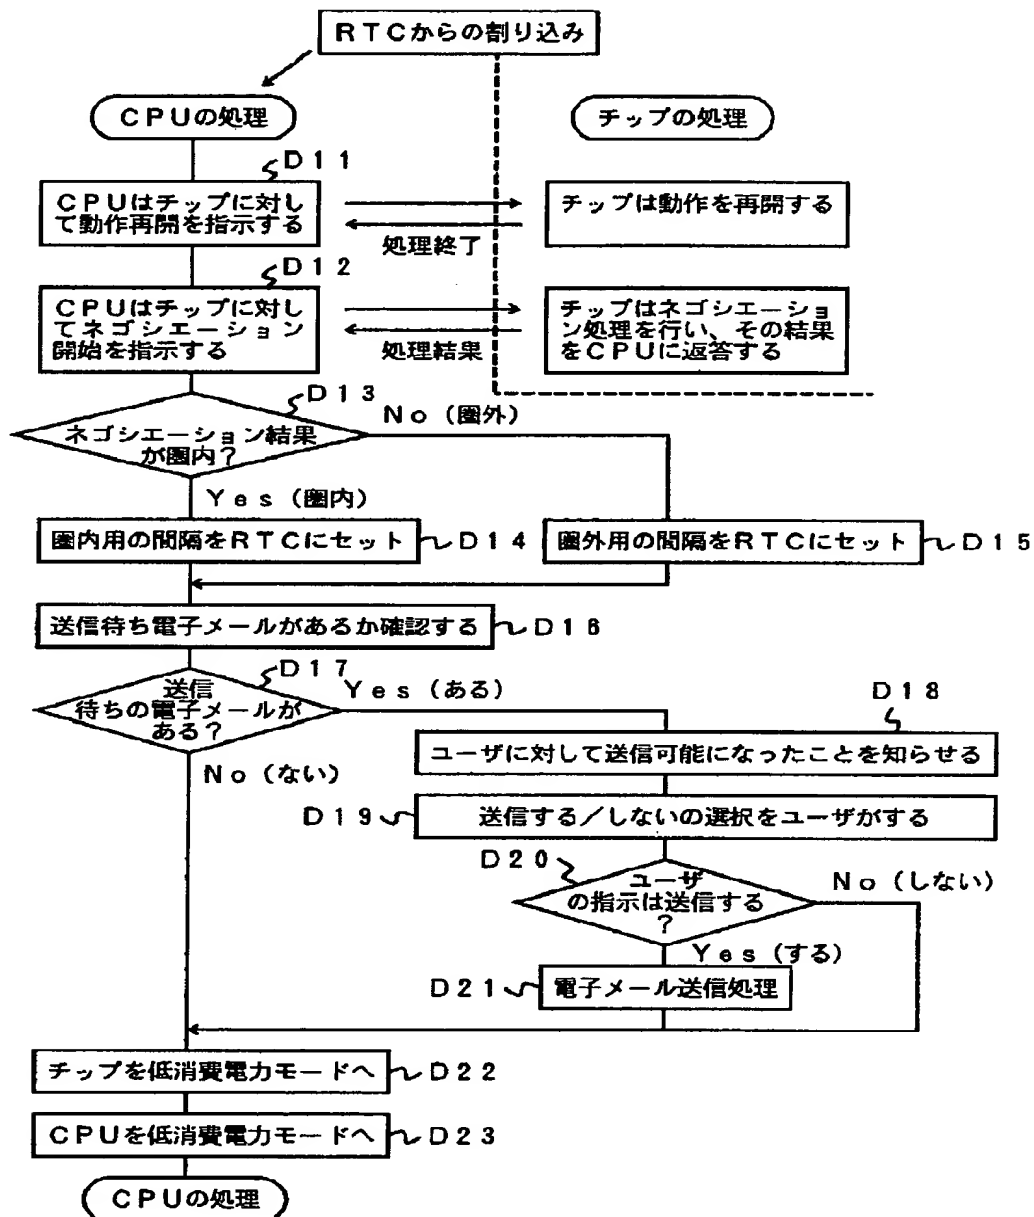 RTCからの割り込み
CPUの処理
チップの処理
D11
CPUはチップに対し
て動作再開を指示する
チップは動作を再開する
処理終了
D12
CPUはチップに対し
てネゴシエーション
開始を指示する
チップはネゴシエーショ
ン処理を行い、その結果
をCPUに返答する
処理結果
D13
No(圏外)
ネゴシエーション結果
が圏内?
Yes(圏内)
圏内用の間隔をRTCにセット
D14
圏外用の間隔をRTCにセット
D15
送信待ち電子メールがあるか確認する
D16
D17
送信
待ちの電子メールが
ある?
Yes(ある)
D18
ユーザに対して送信可能になったことを知らせる
No(ない)
D19
送信する/しないの選択をユーザがする
D20
ユーザ
の指示は送信する
?
No(しない)
Yes(する)
D21
電子メール送信処理
チップを低消費電力モードへ
D22
CPUを低消費電力モードへ
D23
CPUの処理